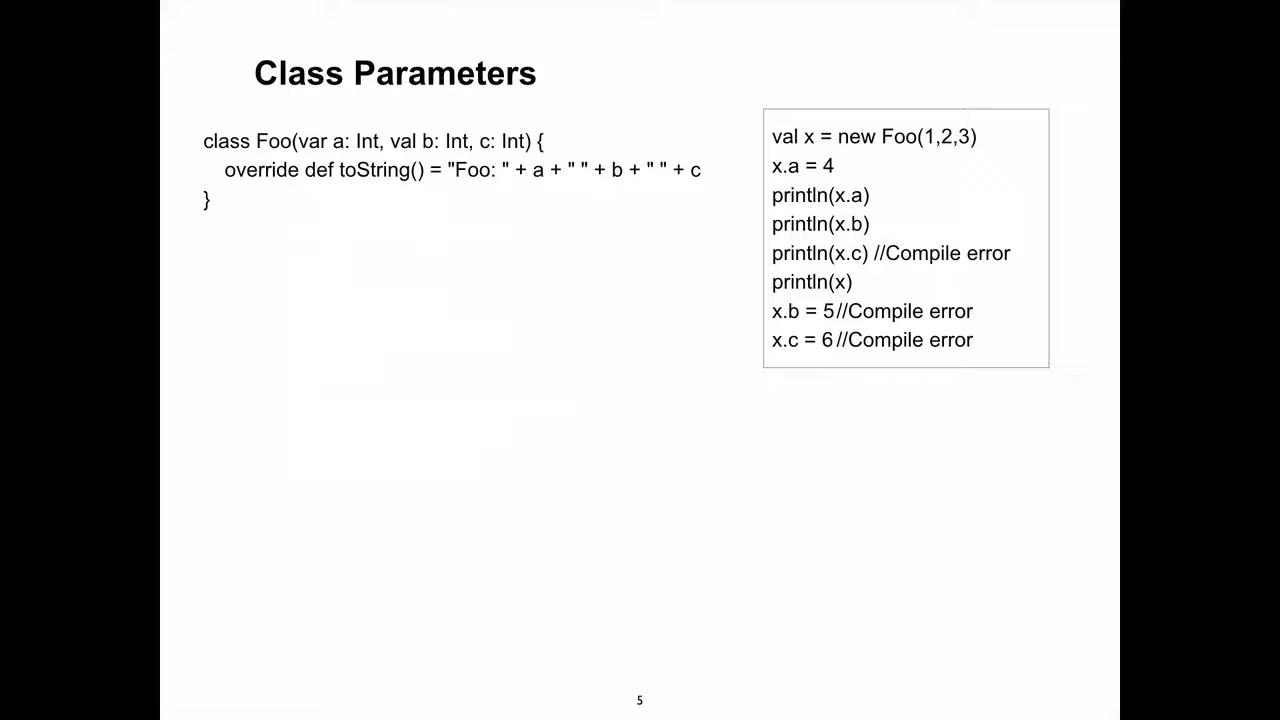 Class Parameters
class Foo(var a: Int, val b: Int, c: Int) {
override def toString() = "Foo: " + a + " " + b + " " + c
}
val x = new Foo(1,2,3)
x.a = 4
println(x.a)
println(x.b)
println(x.c) //Compile error
println(x)
x.b = 5//Compile error
x.c = 6//Compile error
5